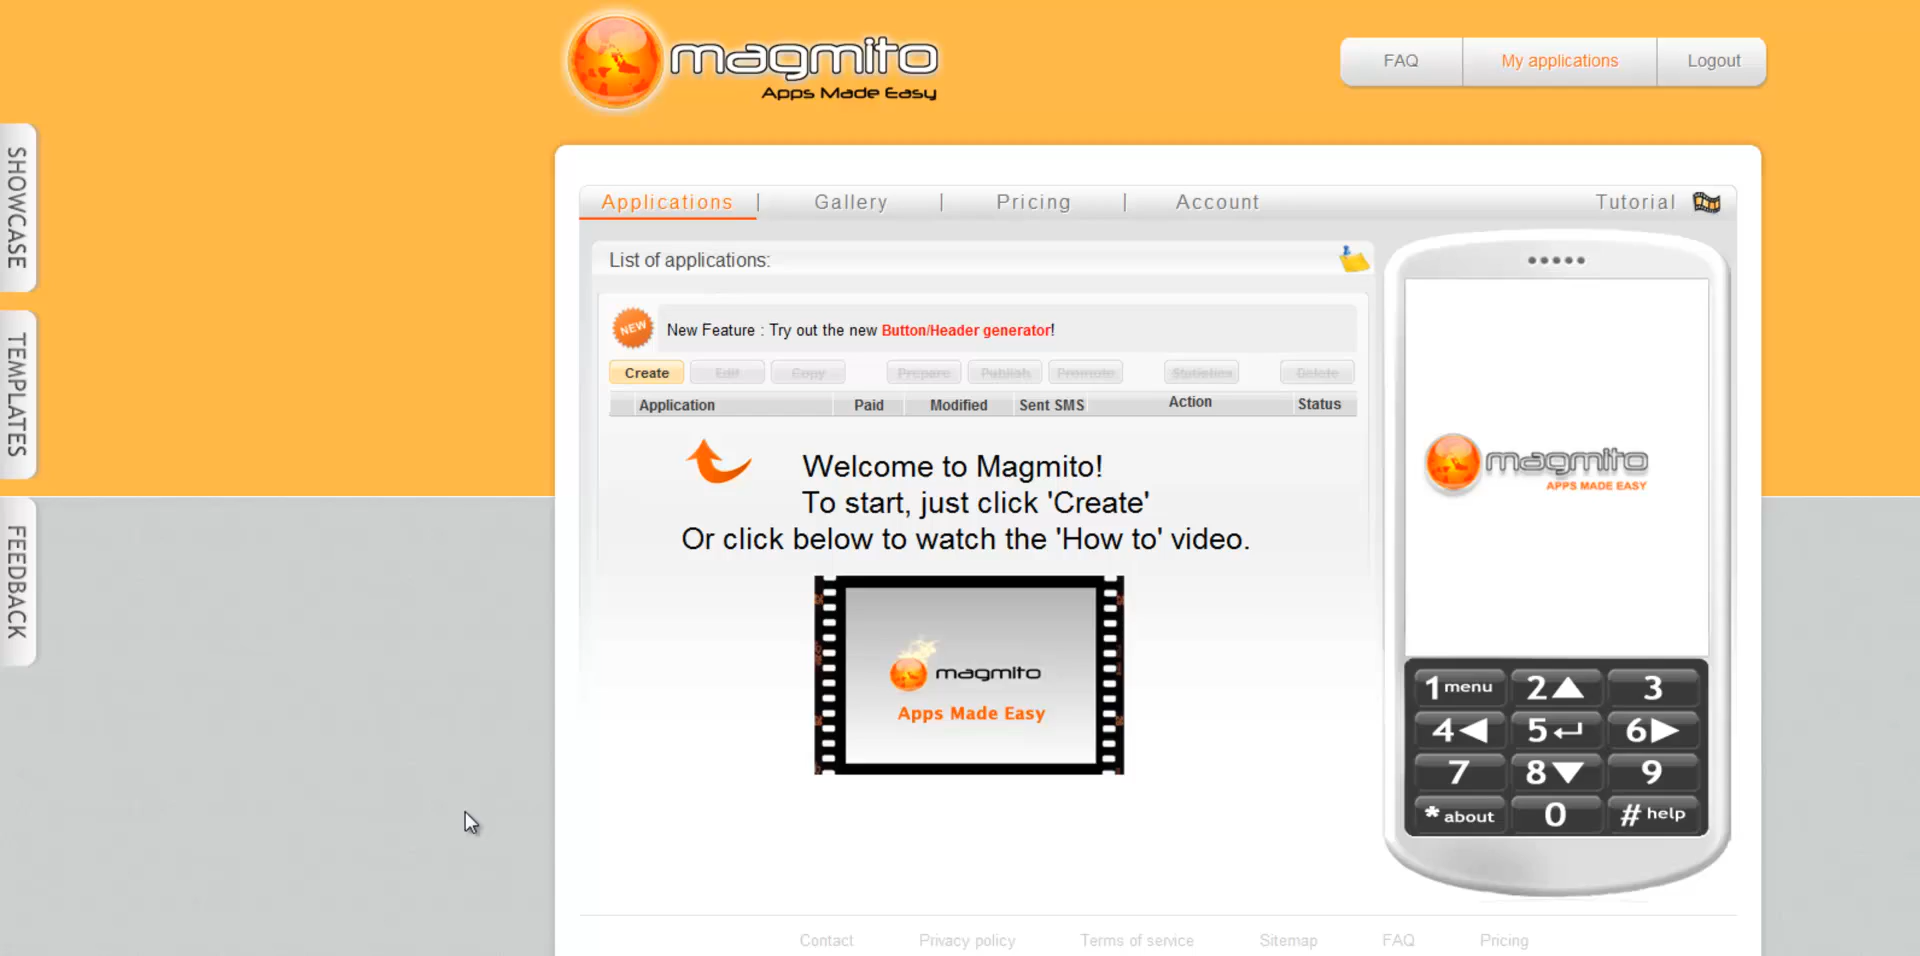 magmito
Apps Made Easy
FAQ
My applications
Logout
SHOWCASE
TEMPLATES
FEEDBACK
Applications | Gallery | Pricing | Account
Tutorial
List of applications:
NEW
New Feature : Try out the new Button/Header generator!
Create Edit Copy Prepare Publish Promote Statistics Delete
Application Paid Modified Sent SMS Action Status
Welcome to Magmito!
To start, just click 'Create'
Or click below to watch the 'How to' video.
magmito
Apps Made Easy
magmito
APPS MADE EASY
1 menu 2 3
4 5 6
7 8 9
* about 0 # help
Contact Privacy policy Terms of service Sitemap FAQ Pricing